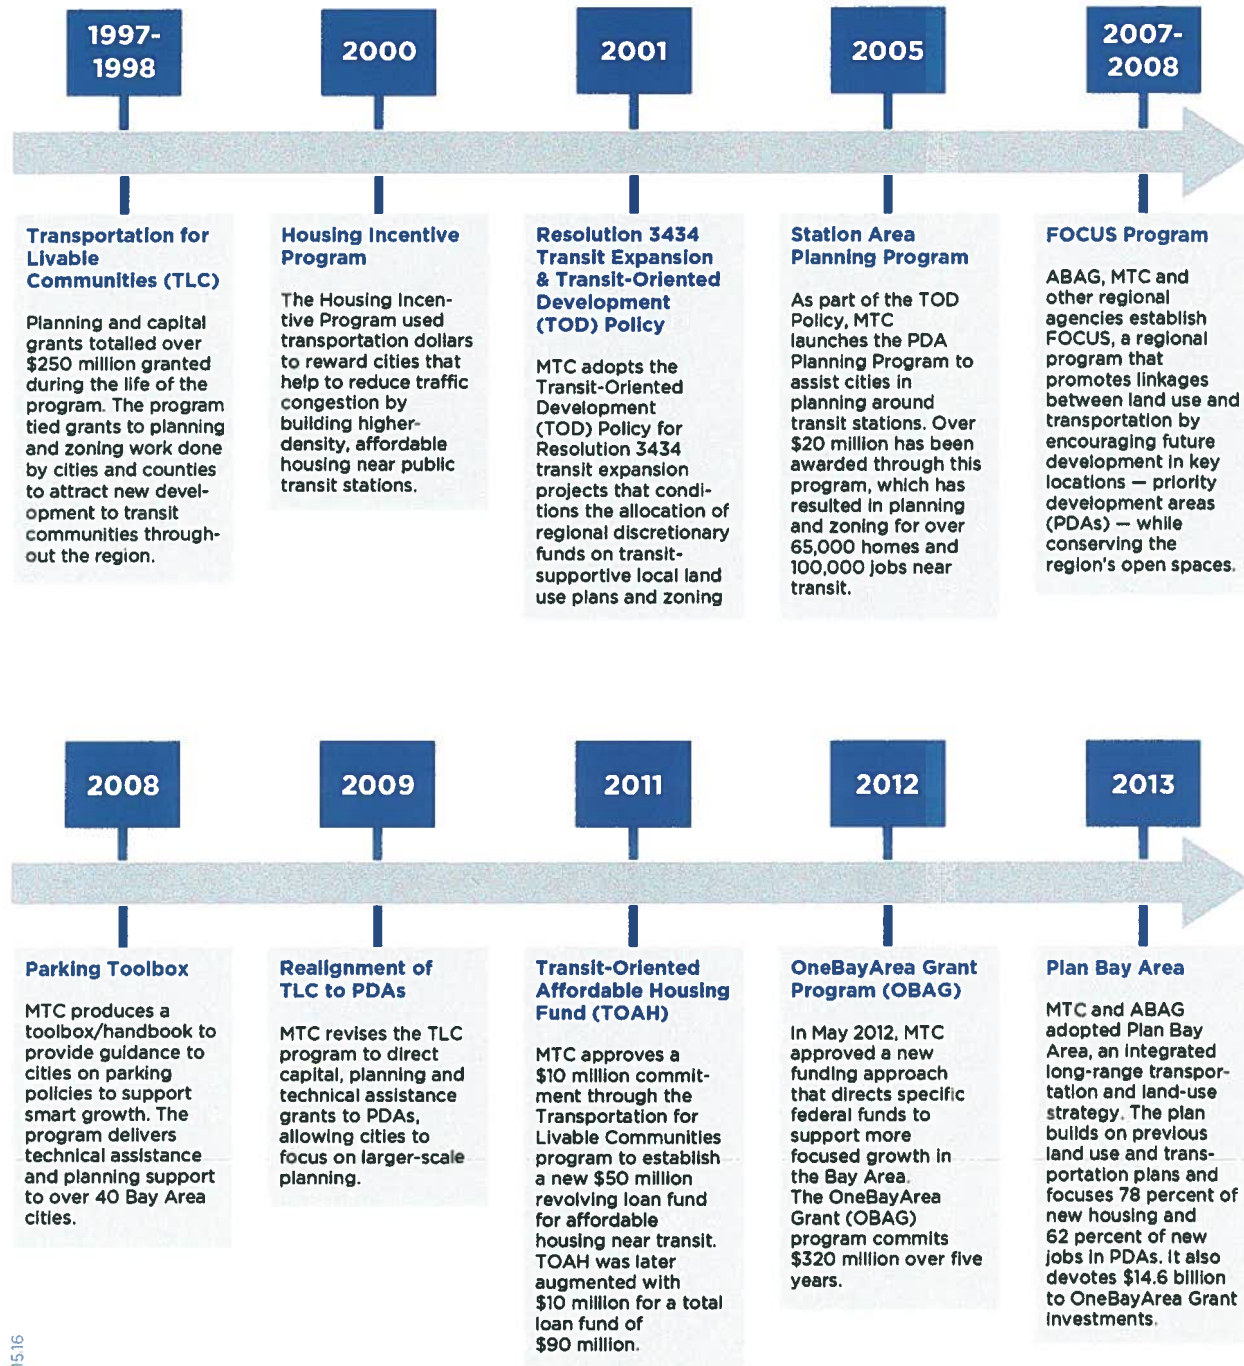 1997-
1998
2000
2001
2005
2007-
2008
Transportation for
Livable
Communities (TLC)
Planning and capital
grants totalled over
$250 million granted
during the life of the
program. The program
tied grants to planning
and zoning work done
by cities and counties
to attract new devel-
opment to transit
communities through-
out the region.
Housing Incentive
Program
The Housing Incen-
tive Program used
transportation dollars
to reward cities that
help to reduce traffic
congestion by
building higher-
density, affordable
housing near public
transit stations.
Resolution 3434
Transit Expansion
& Transit-Oriented
Development
(TOD) Policy
MTC adopts the
Transit-Oriented
Development
(TOD) Policy for
Resolution 3434
transit expansion
projects that condi-
tions the allocation of
regional discretionary
funds on transit-
supportive local land
use plans and zoning
Station Area
Planning Program
As part of the TOD
Policy, MTC
launches the PDA
Planning Program to
assist cities in
planning around
transit stations. Over
$20 million has been
awarded through this
program, which has
resulted in planning
and zoning for over
65,000 homes and
100,000 jobs near
transit.
FOCUS Program
ABAG, MTC and
other regional
agencies establish
FOCUS, a regional
program that
promotes linkages
between land use and
transportation by
encouraging future
development in key
locations — priority
development areas
(PDAs) — while
conserving the
region's open spaces.
2008
2009
2011
2012
2013
Parking Toolbox
MTC produces a
toolbox/handbook to
provide guidance to
cities on parking
policies to support
smart growth. The
program delivers
technical assistance
and planning support
to over 40 Bay Area
cities.
Realignment of
TLC to PDAs
MTC revises the TLC
program to direct
capital, planning and
technical assistance
grants to PDAs,
allowing cities to
focus on larger-scale
planning.
Transit-Oriented
Affordable Housing
Fund (TOAH)
MTC approves a
$10 million commit-
ment through the
Transportation for
Livable Communities
program to establish
a new $50 million
revolving loan fund
for affordable
housing near transit.
TOAH was later
augmented with
$10 million for a total
loan fund of
$90 million.
OneBayArea Grant
Program (OBAG)
In May 2012, MTC
approved a new
funding approach
that directs specific
federal funds to
support more
focused growth in
the Bay Area.
The OneBayArea
Grant (OBAG)
program commits
$320 million over five
years.
Plan Bay Area
MTC and ABAG
adopted Plan Bay
Area, an integrated
long-range transpor-
tation and land-use
strategy. The plan
builds on previous
land use and trans-
portation plans and
focuses 78 percent of
new housing and
62 percent of new
jobs in PDAs. It also
devotes $14.6 billion
to OneBayArea Grant
investments.
15.16